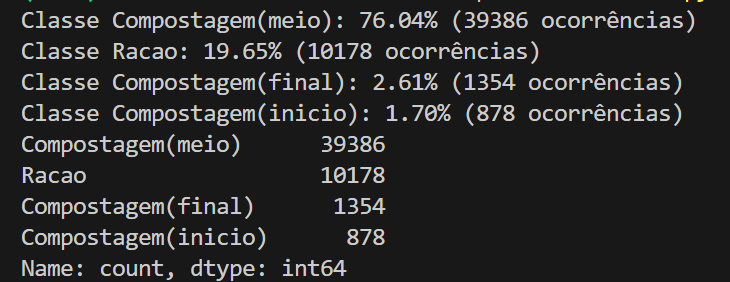 Classe Compostagem(meio): 76.04% (39386 ocorrências)
Classe Racao: 19.65% (10178 ocorrências)
Classe Compostagem(final): 2.61% (1354 ocorrências)
Classe Compostagem(inicio): 1.70% (878 ocorrências)
Compostagem(meio)      39386
Racao                  10178
Compostagem(final)      1354
Compostagem(inicio)      878
Name: count, dtype: int64